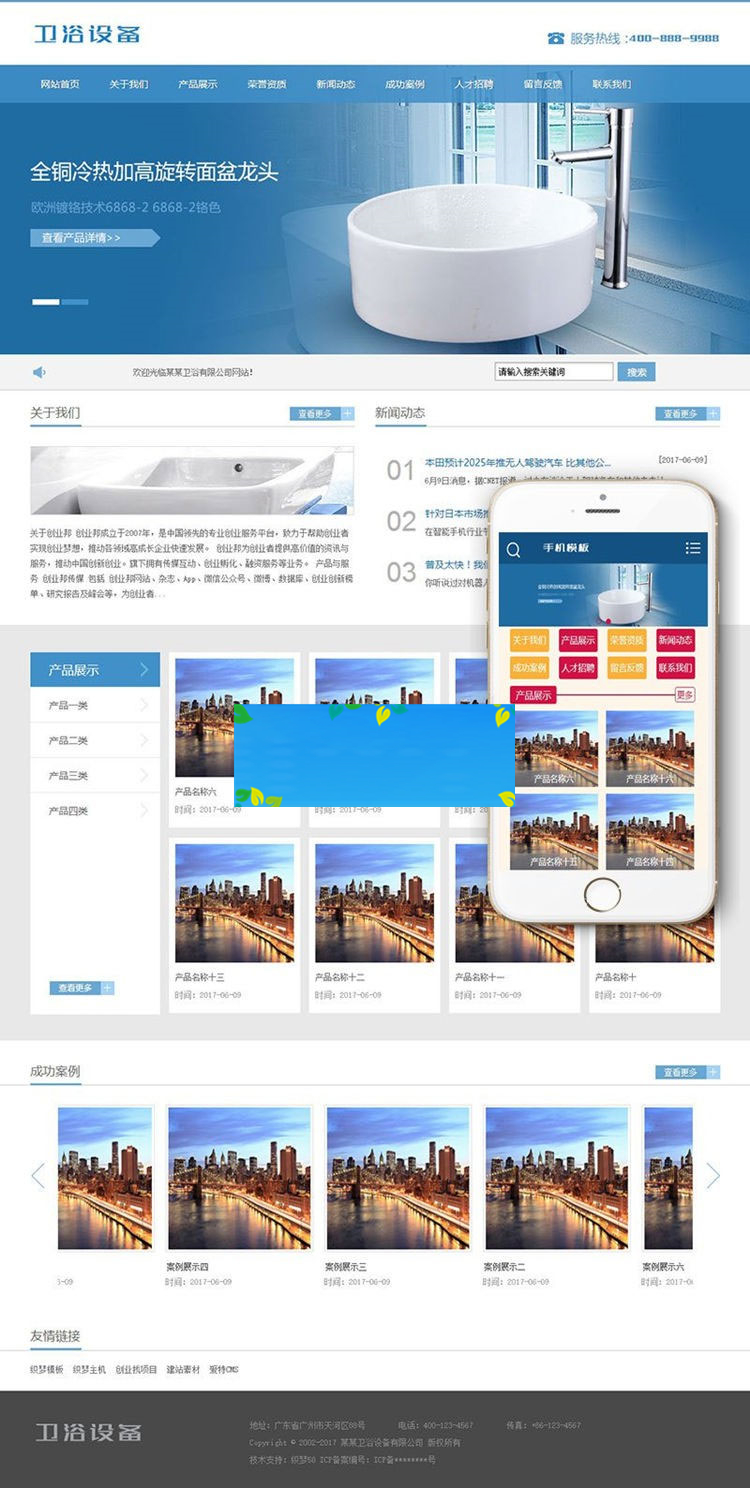 卫浴设备
服务热线:400-888-9988
网站首页 关于我们 产品展示 荣誉资质 新闻动态 成功案例 人才招聘 留言反馈 联系我们
全铜冷热加高旋转面盆龙头
欧洲镀铬技术6868-2 6868-2铬色
查看产品详情>>
欢迎光临某某卫浴有限公司网站!
请输入搜索关键词 搜索
关于我们 查看更多 +
关于创业邦 创业邦成立于2007年，是中国领先的专业创业服务平台，致力于帮助创业者
实现创业梦想，推动各领域高成长企业快速发展。 创业邦为创业者提供高价值的资讯与
服务，推动中国创新创业。旗下拥有传媒互动、创业孵化、融资服务等业务。 产品与服
务 创业邦传媒 包括 创业邦网站、杂志、App、微信公众号、微博、数据库、创业创新榜
单、研究报告及峰会等，为创业者...
新闻动态 查看更多 +
01 本田预计2025年推无人驾驶汽车 比其他公... [2017-06-09]
6月9日消息，据CNET报道，
02 针对日本市场推
在智能手机行业
03 普及太快！我
你听说过对机器人
手机模板
关于我们 产品展示 荣誉资质 新闻动态
成功案例 人才招聘 留言反馈 联系我们
产品展示 更多
产品名称六 产品名称十六
产品名称十五 产品名称十四
产品展示
产品一类
产品二类
产品三类
产品四类
查看更多 +
产品名称六
时间: 2017-06-09
时间: 2017-06-09
时间: 20
产品名称十三
时间: 2017-06-09
产品名称十二
时间: 2017-06-09
产品名称十一
时间: 2017-06-09
产品名称十
时间: 2017-06-09
成功案例 查看更多 +
-09
案例展示四
时间: 2017-06-09
案例展示三
时间: 2017-06-09
案例展示二
时间: 2017-06-09
案例展示六
时间: 2017-0
友情链接
织梦模板 织梦主机 创业找项目 建站素材 爱特CMS
卫浴设备
地址: 广东省广州市天河区88号 电话: 400-123-4567 传真: +86-123-4567
Copyright © 2002-2017 某某卫浴设备有限公司 版权所有
技术支持: 织梦58 ICP备案编号: ICP备********号